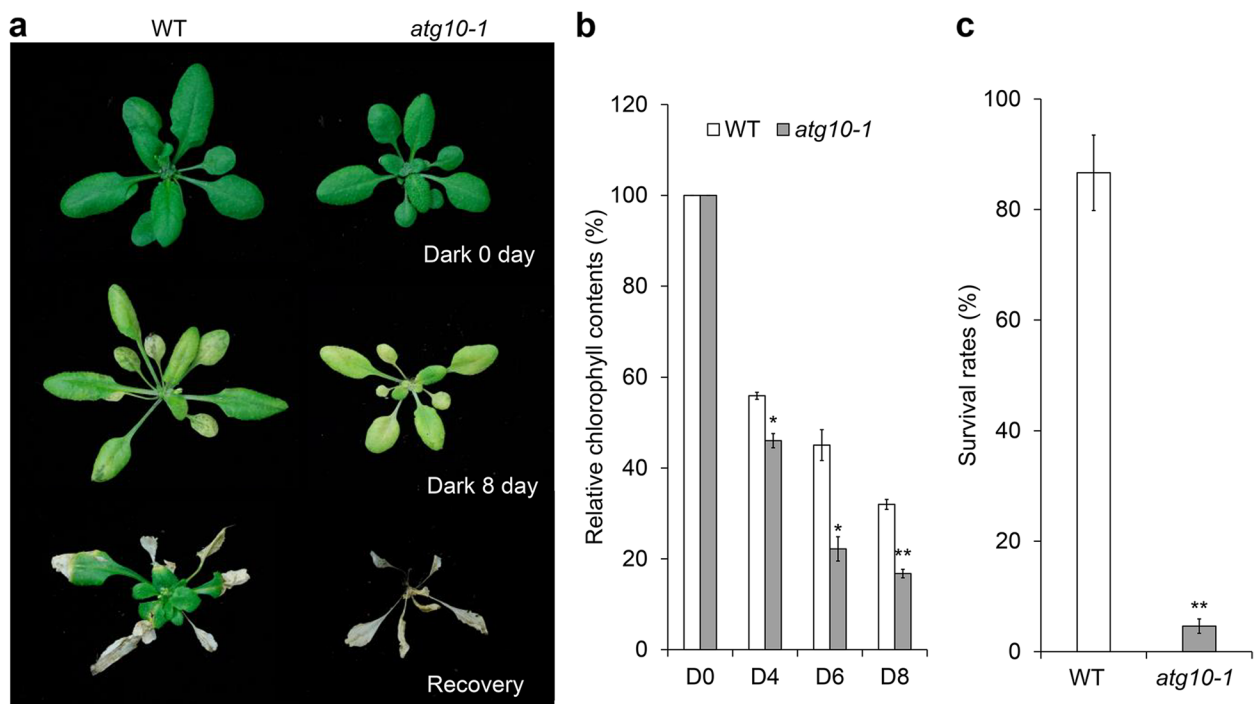 a
WT
atg10-1
Dark 0 day
Dark 8 day
Recovery
b
Relative chlorophyll contents (%)
120
100
80
60
40
20
0
WT
atg10-1
*
*
**
D0
D4
D6
D8
c
Survival rates (%)
100
80
60
40
20
0
**
WT
atg10-1